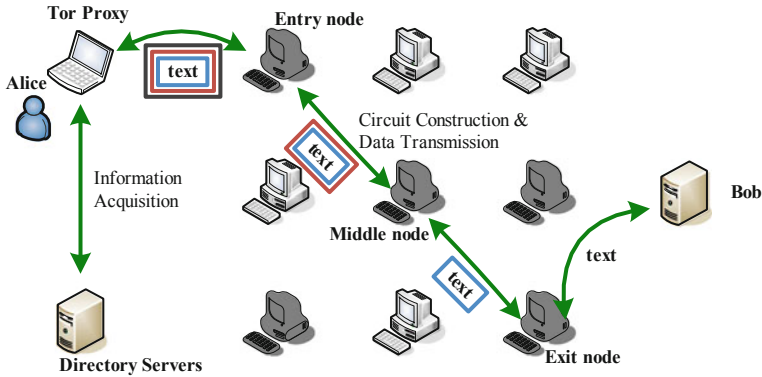 Tor Proxy
Entry node
text
Alice
Circuit Construction &
Data Transmission
text
Information
Acquisition
Bob
Middle node
text
text
Directory Servers
Exit node